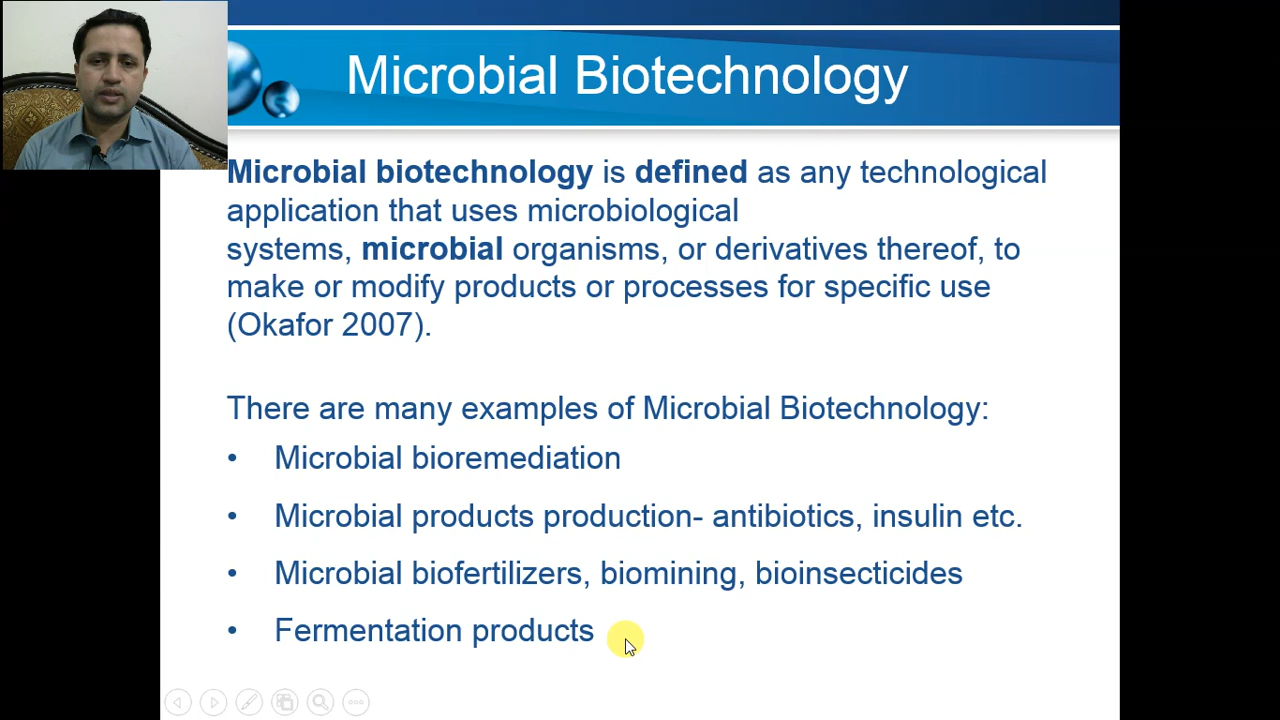 Microbial Biotechnology
Microbial biotechnology is defined as any technological
application that uses microbiological
systems, microbial organisms, or derivatives thereof, to
make or modify products or processes for specific use
(Okafor 2007).
There are many examples of Microbial Biotechnology:
• Microbial bioremediation
• Microbial products production- antibiotics, insulin etc.
• Microbial biofertilizers, biomining, bioinsecticides
• Fermentation products